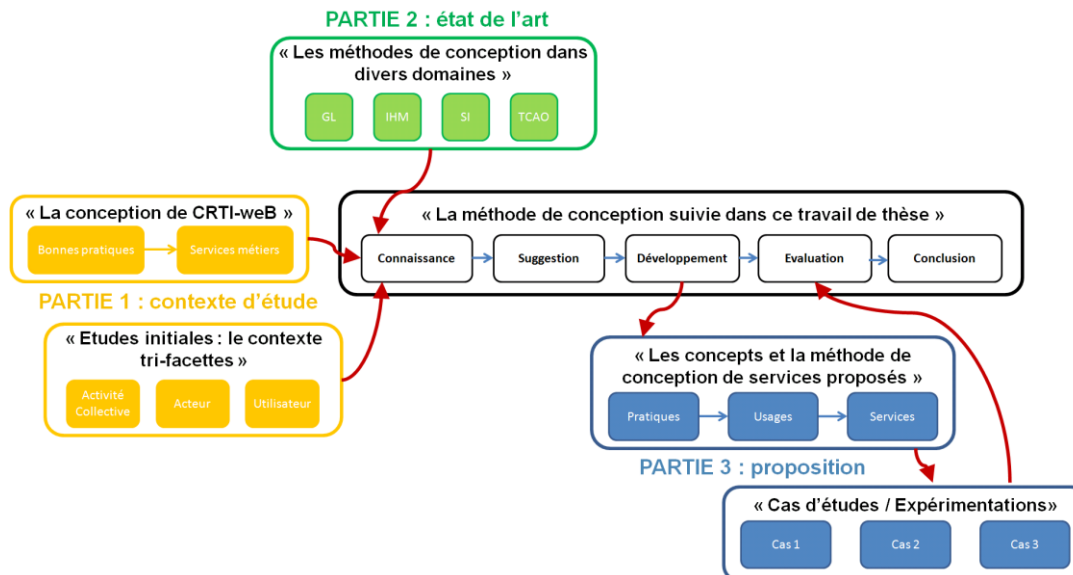 PARTIE 2 : état de l’art
« Les méthodes de conception dans
divers domaines »
GL
IHM
SI
TCAO
« La conception de CRTI-weB »
Bonnes pratiques
Services métiers
PARTIE 1 : contexte d’étude
« Etudes initiales : le contexte
tri-facettes »
Activité
Collective
Acteur
Utilisateur
« La méthode de conception suivie dans ce travail de thèse »
Connaissance
Suggestion
Développement
Evaluation
Conclusion
« Les concepts et la méthode de
conception de services proposés »
Pratiques
Usages
Services
PARTIE 3 : proposition
« Cas d’études / Expérimentations»
Cas 1
Cas 2
Cas 3